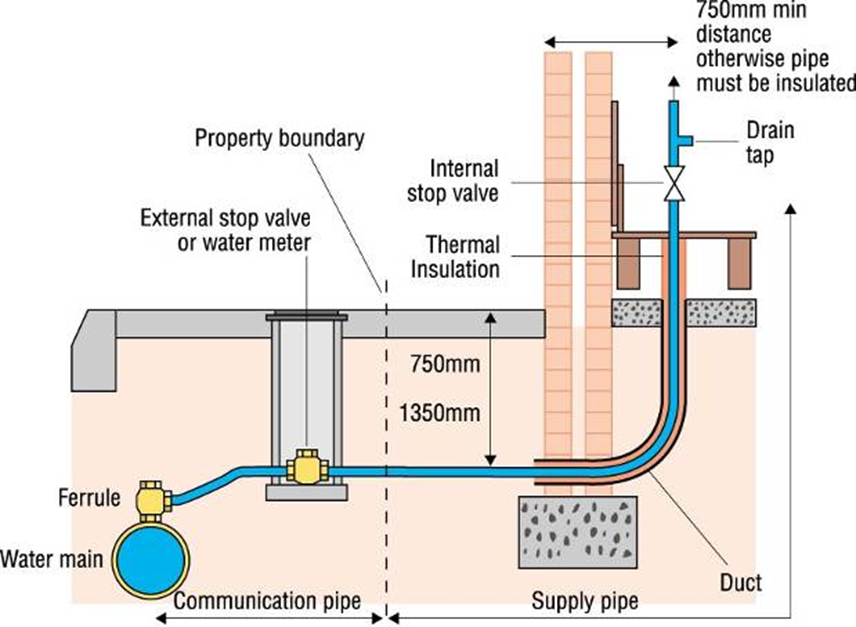 750mm min
distance
otherwise pipe
must be insulated
Drain
tap
Property boundary
Internal
stop valve
External stop valve
or water meter
Thermal
Insulation
750mm
1350mm
Ferrule
Water main
Duct
Communication pipe
Supply pipe